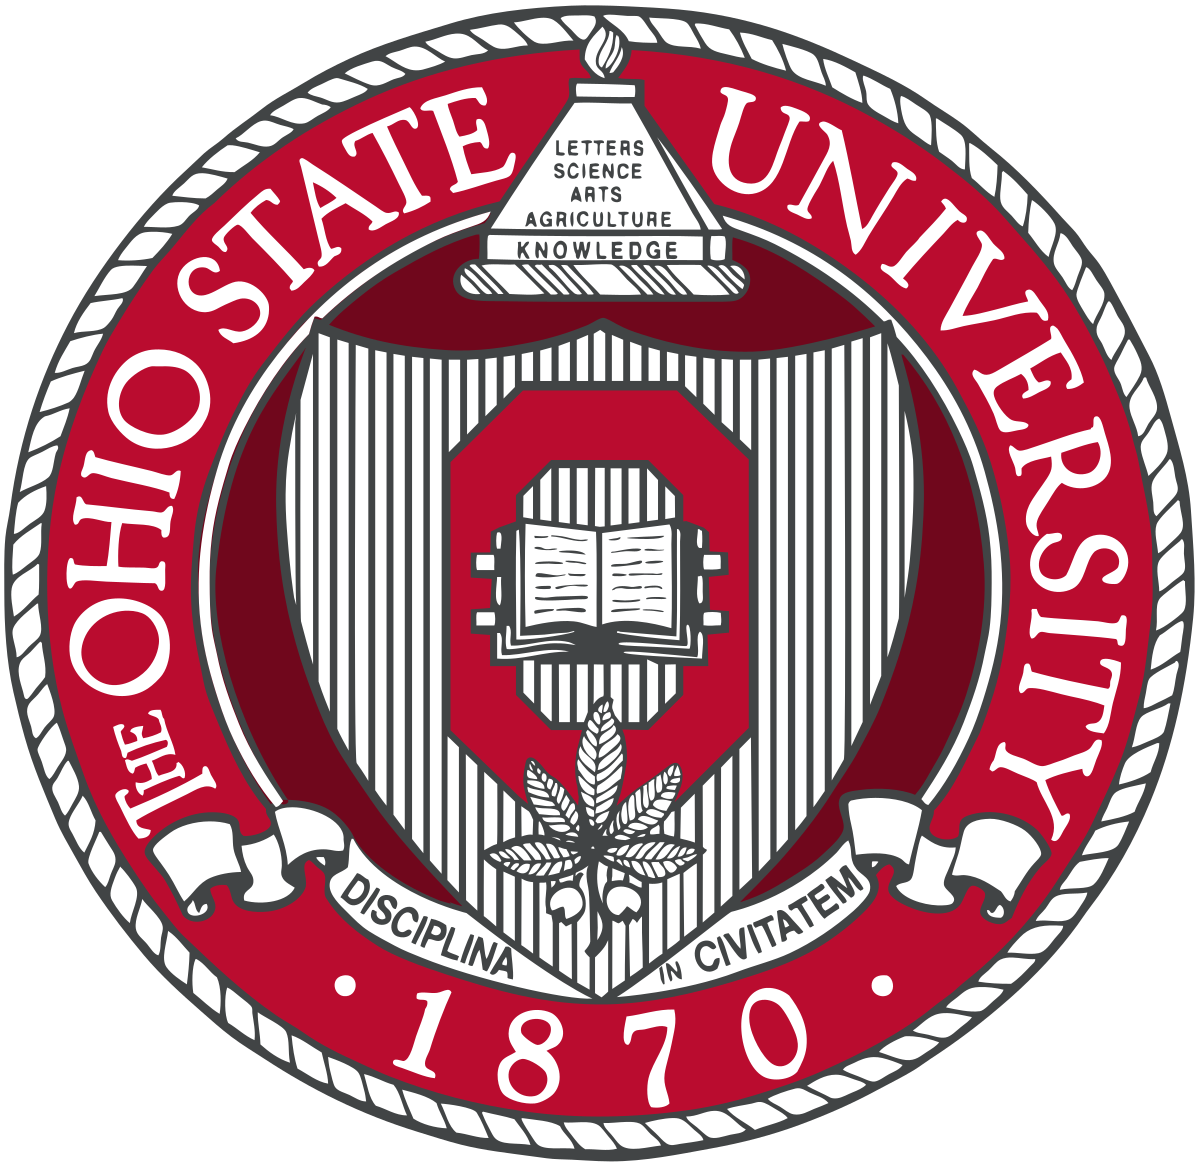 THE OHIO STATE UNIVERSITY
LETTERS
SCIENCE
ARTS
AGRICULTURE
KNOWLEDGE
DISCIPLINA IN CIVITATEM
· 1870 ·